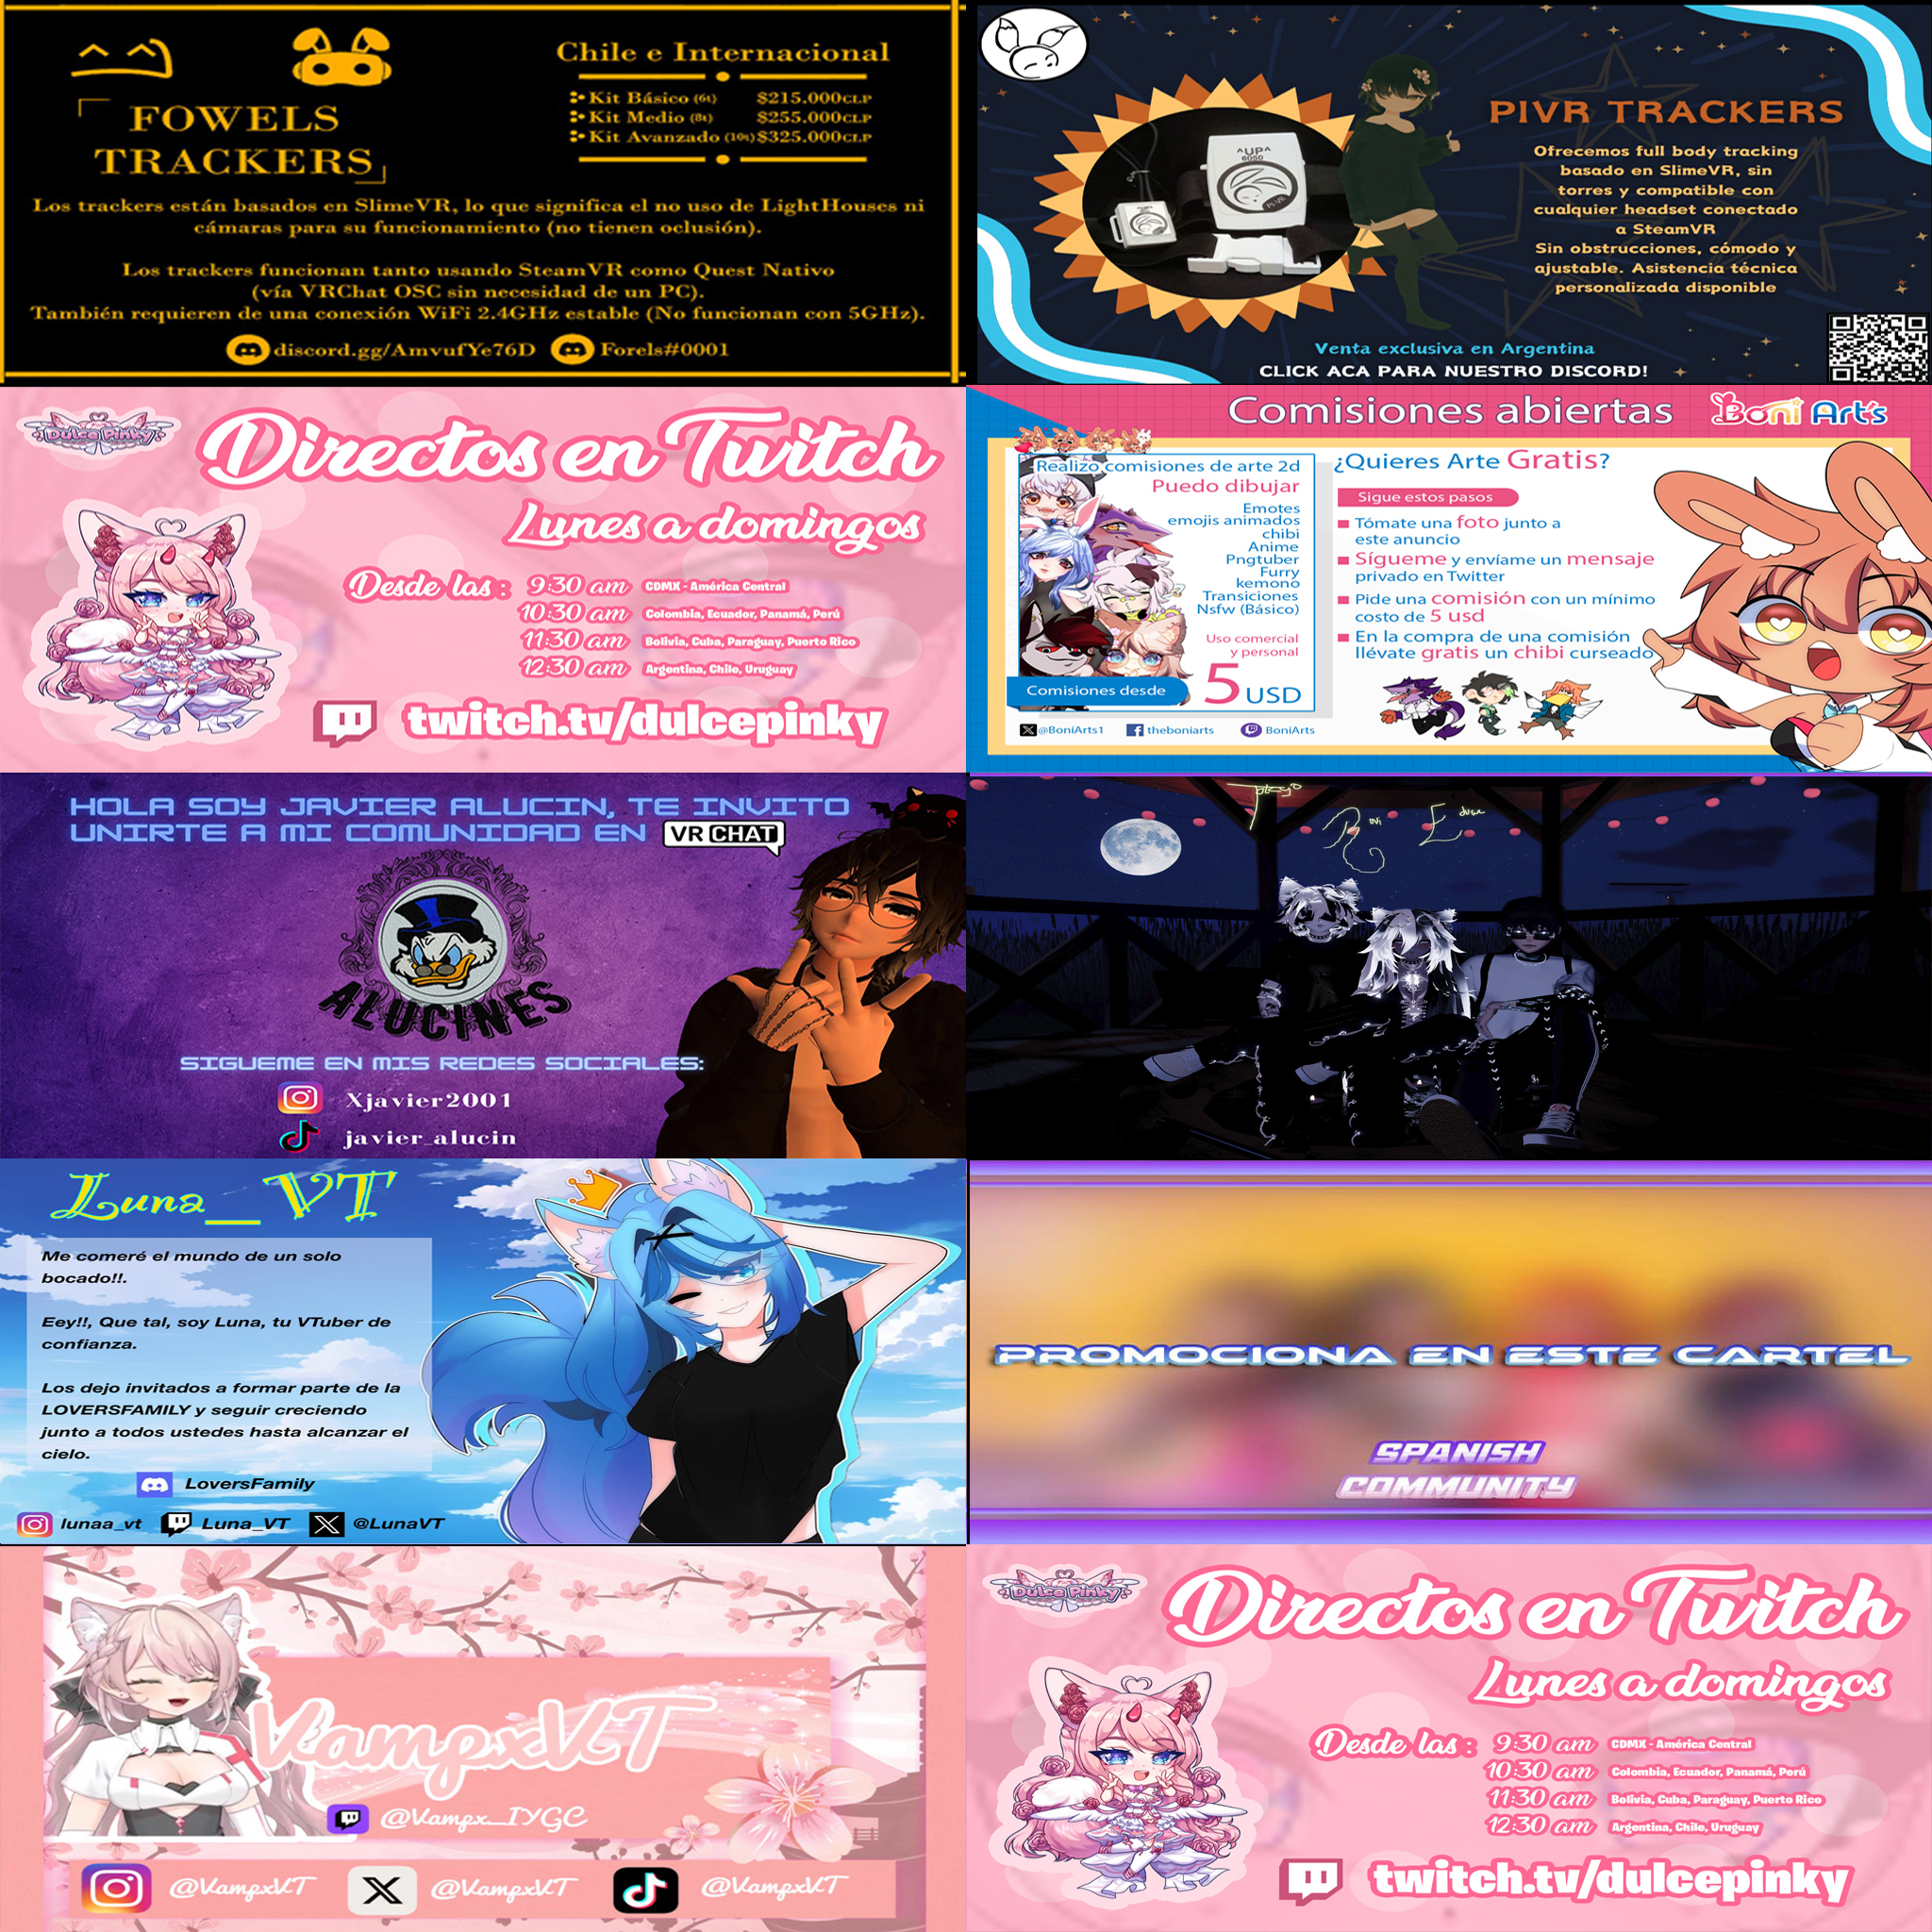 FOWELS
TRACKERS
Chile e Internacional
Kit Básico (6t) $215.000CLP
Kit Medio (8t) $255.000CLP
Kit Avanzado (10t) $325.000CLP
Los trackers están basados en SlimeVR, lo que significa el no uso de LightHouses ni
cámaras para su funcionamiento (no tienen oclusión).
Los trackers funcionan tanto usando SteamVR como Quest Nativo
(vía VRChat OSC sin necesidad de un PC).
También requieren de una conexión WiFi 2.4GHz estable (No funcionan con 5GHz).
discord.gg/AmvufYe76D Forels#0001
PIVR TRACKERS
^UP^
6050
PI-VR
Ofrecemos full body tracking
basado en SlimeVR, sin
torres y compatible con
cualquier headset conectado
a SteamVR
Sin obstrucciones, cómodo y
ajustable. Asistencia técnica
personalizada disponible
Venta exclusiva en Argentina
CLICK ACA PARA NUESTRO DISCORD!
Dulce Pinky
Directos en Twitch
Lunes a domingos
Desde las : 9:30 am CDMX - América Central
10:30 am Colombia, Ecuador, Panamá, Perú
11:30 am Bolivia, Cuba, Paraguay, Puerto Rico
12:30 am Argentina, Chile, Uruguay
twitch.tv/dulcepinky
Comisiones abiertas
Boni Art's
Realizo comisiones de arte 2d
Puedo dibujar
Emotes
emojis animados
chibi
Anime
Pngtuber
Furry
kemono
Transiciones
Nsfw (Básico)
Uso comercial
y personal
Comisiones desde
5 USD
@BoniArts1 theboniarts BoniArts
¿Quieres Arte Gratis?
Sigue estos pasos
Tómate una foto junto a
este anuncio
Sígueme y envíame un mensaje
privado en Twitter
Pide una comisión con un mínimo
costo de 5 usd
En la compra de una comisión
llévate gratis un chibi curseado
HOLA SOY JAVIER ALUCIN, TE INVITO
UNIRTE A MI COMUNIDAD EN VRCHAT
ALUCINES
SIGUEME EN MIS REDES SOCIALES:
Xjavier2001
javier_alucin
Luna_VT
Me comeré el mundo de un solo
bocado!!.
Eey!!, Que tal, soy Luna, tu VTuber de
confianza.
Los dejo invitados a formar parte de la
LOVERSFAMILY y seguir creciendo
junto a todos ustedes hasta alcanzar el
cielo.
LoversFamily
lunaa_vt Luna_VT @LunaVT
PROMOCIONA EN ESTE CARTEL
SPANISH
COMMUNITY
VampxVT
@Vampx_IYGC
@VampxVT @VampxVT @VampxVT
Dulce Pinky
Directos en Twitch
Lunes a domingos
Desde las : 9:30 am CDMX - América Central
10:30 am Colombia, Ecuador, Panamá, Perú
11:30 am Bolivia, Cuba, Paraguay, Puerto Rico
12:30 am Argentina, Chile, Uruguay
twitch.tv/dulcepinky